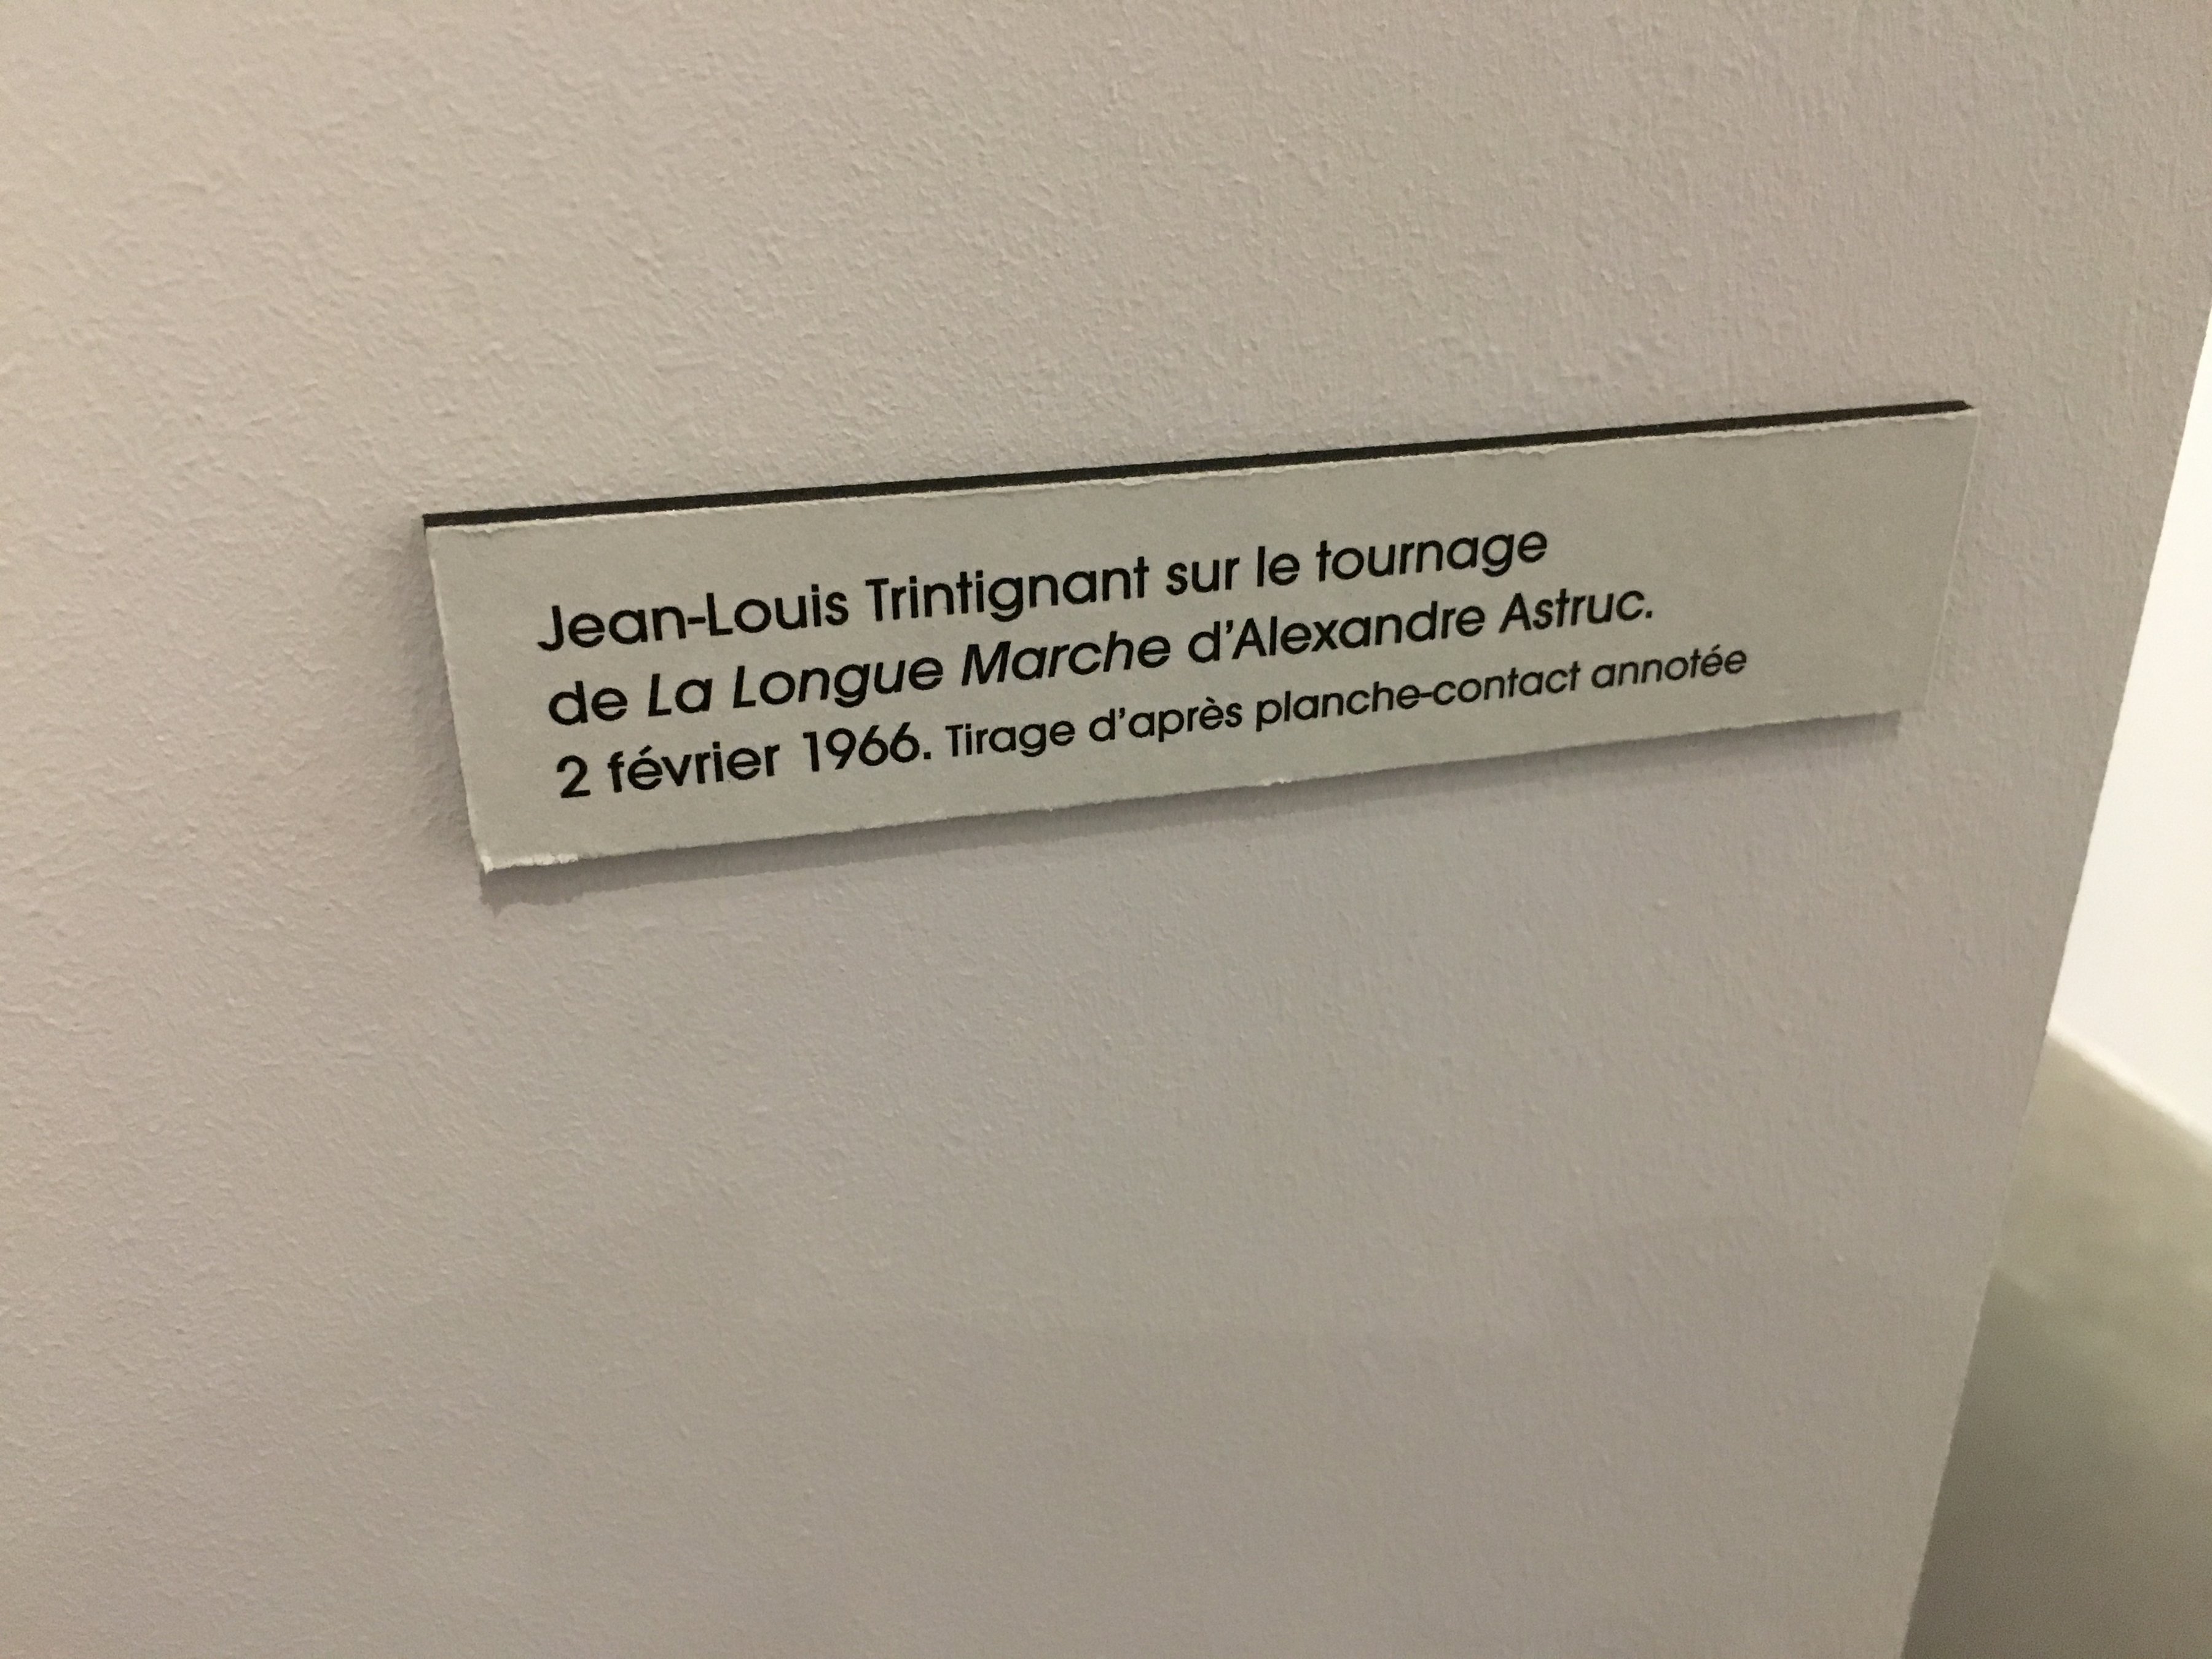 Jean-Louis Trintignant sur le tournage
de La Longue Marche d'Alexandre Astruc.
2 février 1966. Tirage d'après planche-contact annotée